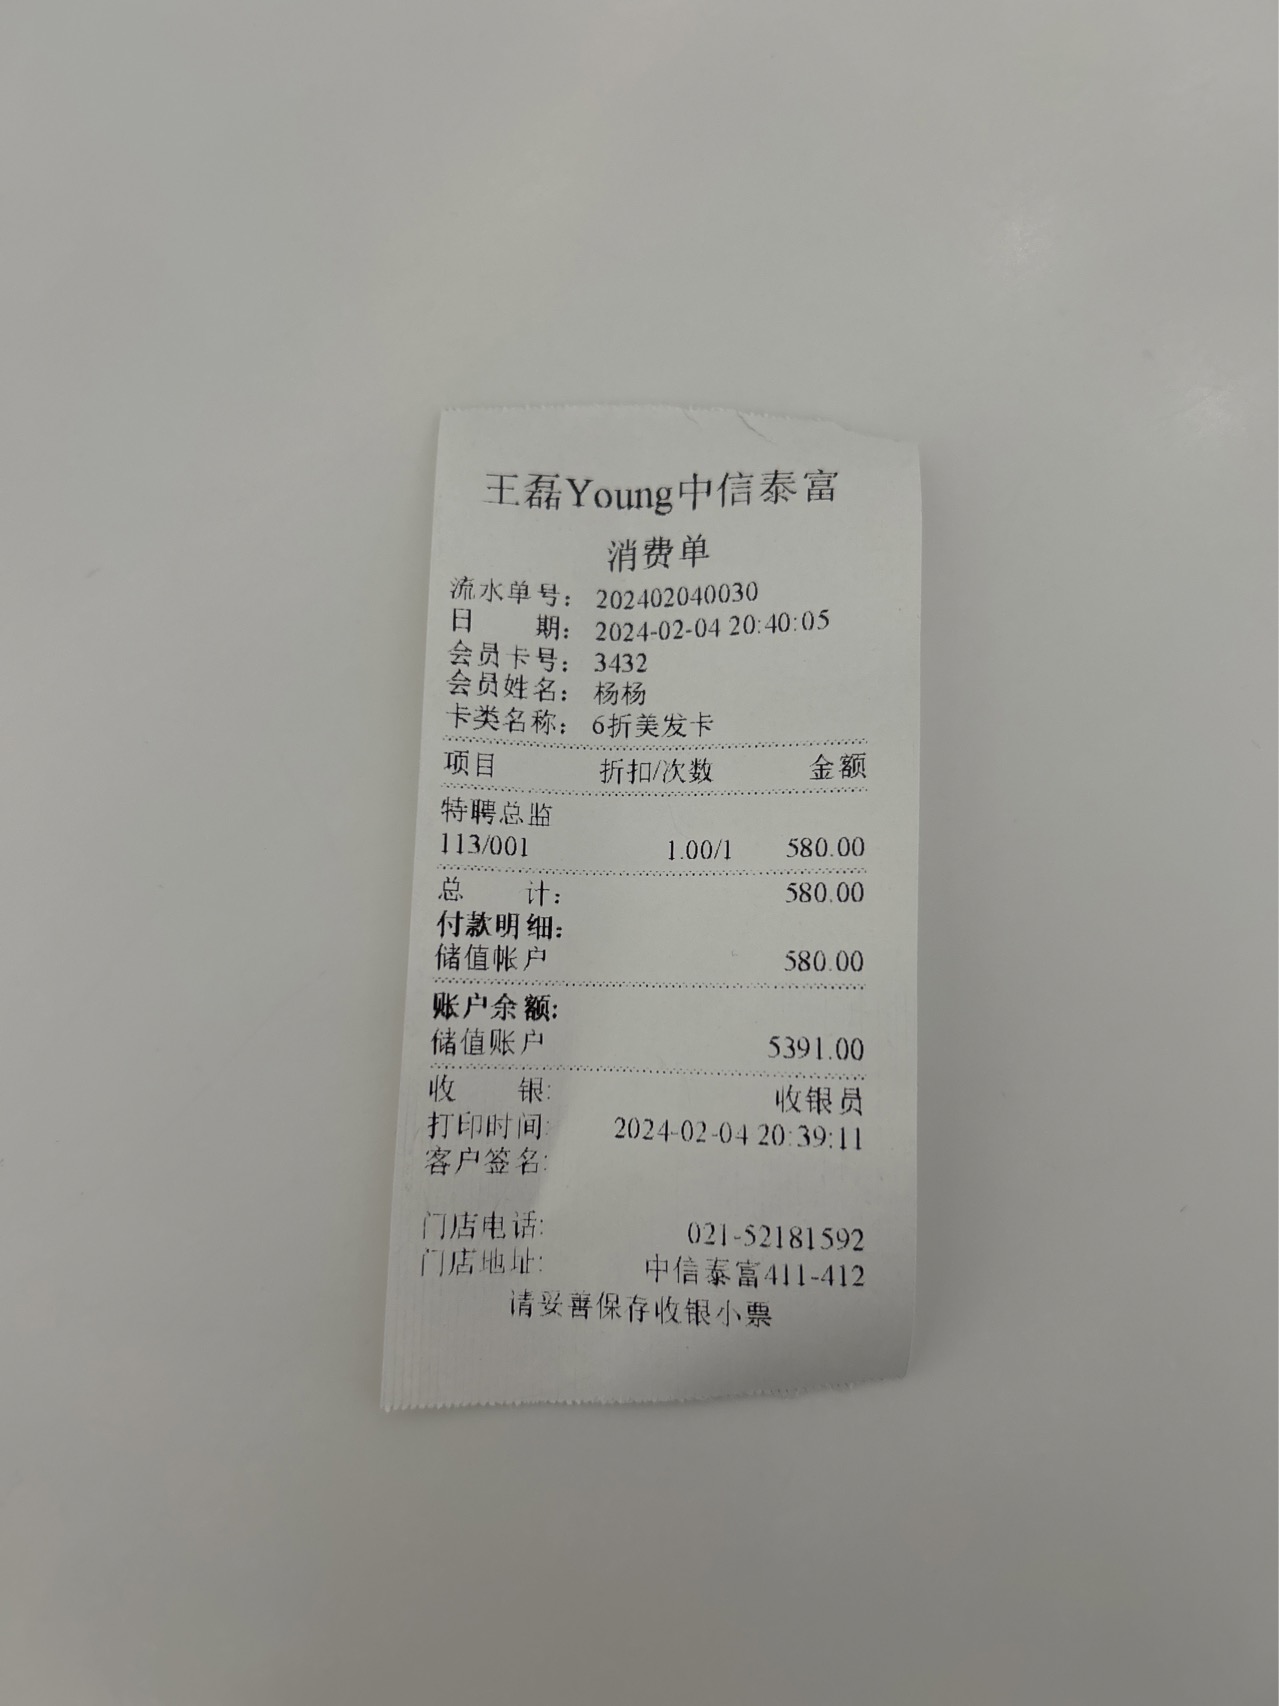 王磊Young中信泰富
消费单
流水单号： 202402040030
日 期： 2024-02-04 20:40:05
会员卡号： 3432
会员姓名： 杨杨
卡类名称： 6折美发卡
项目 折扣/次数 金额
特聘总监
113/001 1.00/1 580.00
总 计： 580.00
付款明细：
储值帐户 580.00
账户余额:
储值账户 5391.00
收 银: 收银员
打印时间: 2024-02-04 20:39:11
客户签名:
门店电话: 021-52181592
门店地址: 中信泰富411-412
请妥善保存收银小票